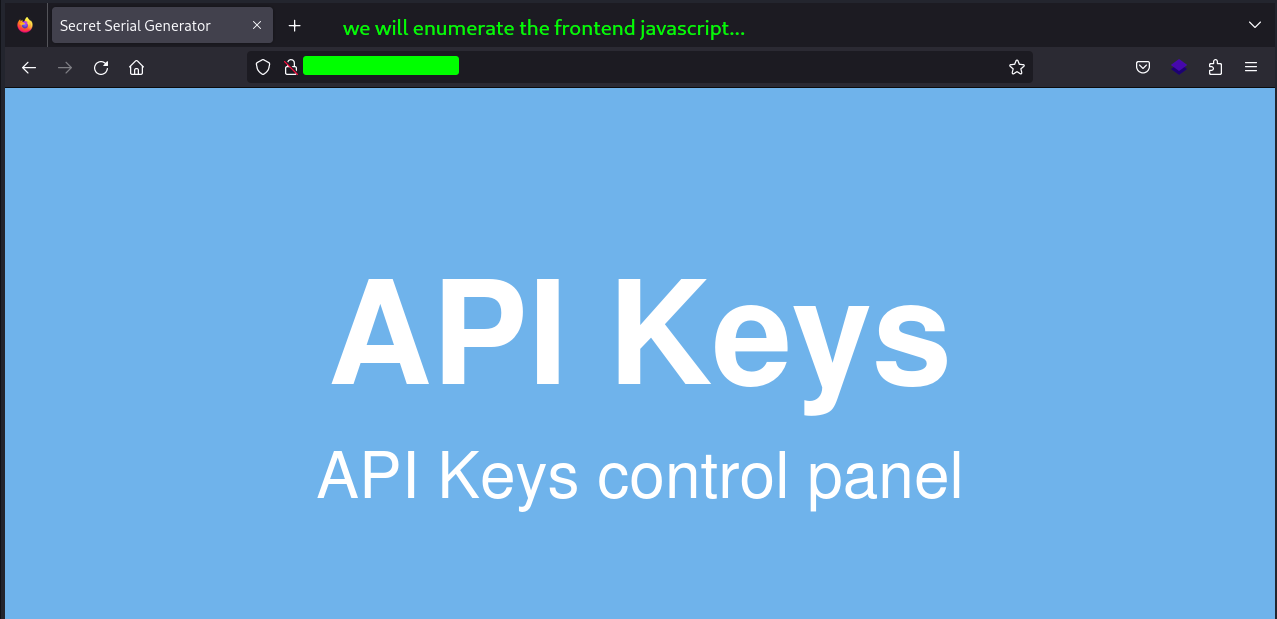 Secret Serial Generator
we will enumerate the frontend javascript...
API Keys
API Keys control panel